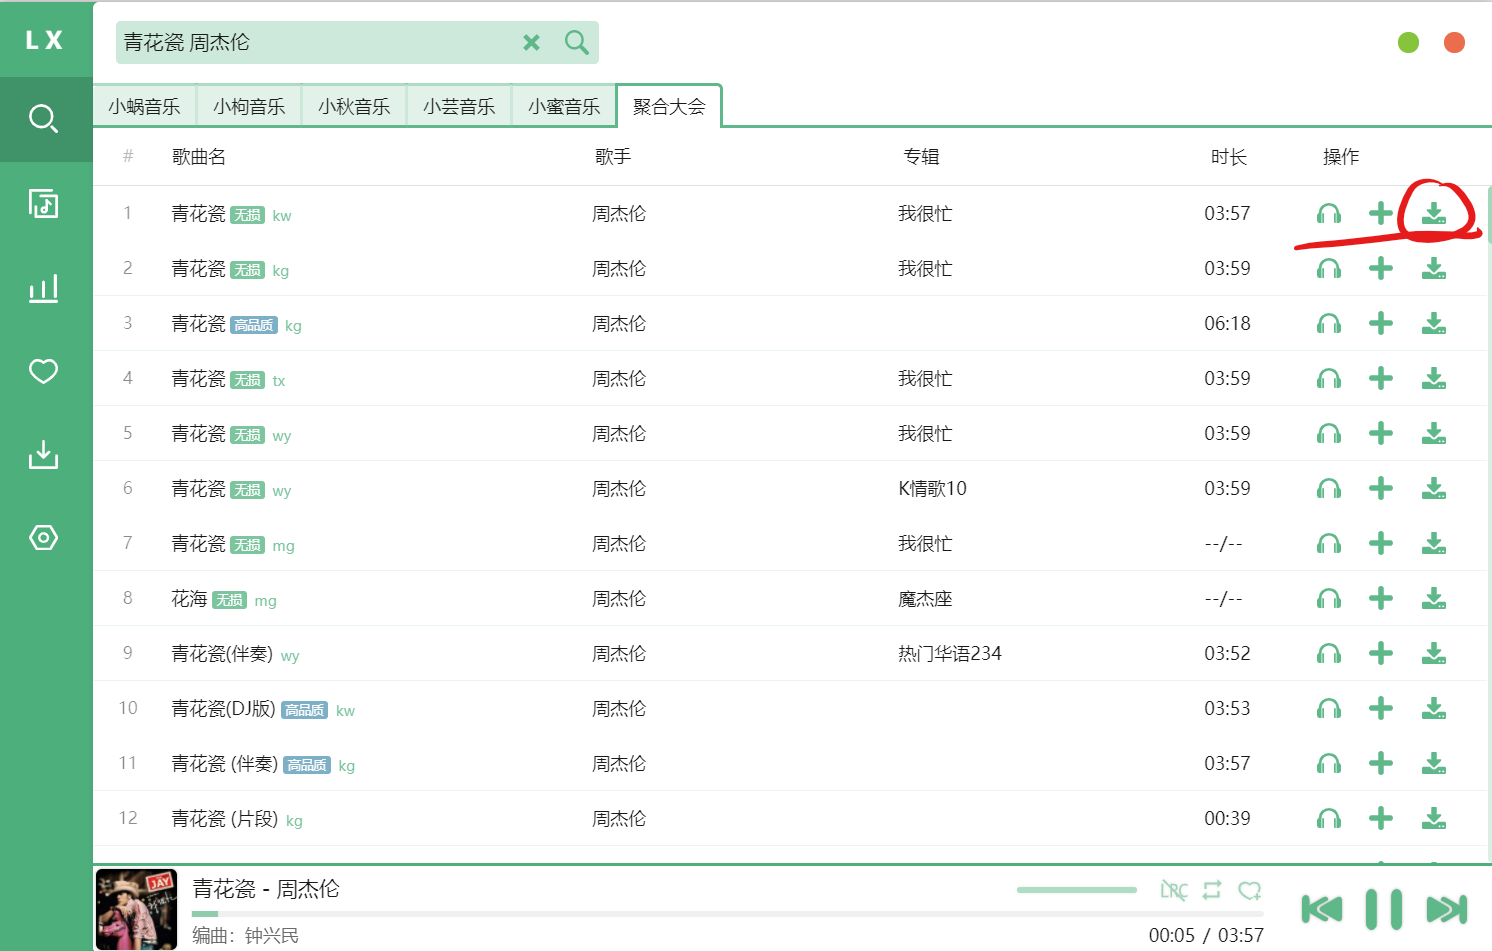 L X
青花瓷 周杰伦
小蜗音乐 小枸音乐 小秋音乐 小芸音乐 小蜜音乐 聚合大会
# 歌曲名 歌手 专辑 时长 操作
1 青花瓷 无损 kw 周杰伦 我很忙 03:57
2 青花瓷 无损 kg 周杰伦 我很忙 03:59
3 青花瓷 高品质 kg 周杰伦 06:18
4 青花瓷 无损 tx 周杰伦 我很忙 03:59
5 青花瓷 无损 wy 周杰伦 我很忙 03:59
6 青花瓷 无损 wy 周杰伦 K情歌10 03:59
7 青花瓷 无损 mg 周杰伦 我很忙 --/--
8 花海 无损 mg 周杰伦 魔杰座 --/--
9 青花瓷(伴奏) wy 周杰伦 热门华语234 03:52
10 青花瓷(DJ版) 高品质 kw 周杰伦 03:53
11 青花瓷 (伴奏) 高品质 kg 周杰伦 03:57
12 青花瓷 (片段) kg 周杰伦 00:39
JAY
青花瓷 - 周杰伦
LRC
编曲：钟兴民
00:05 / 03:57